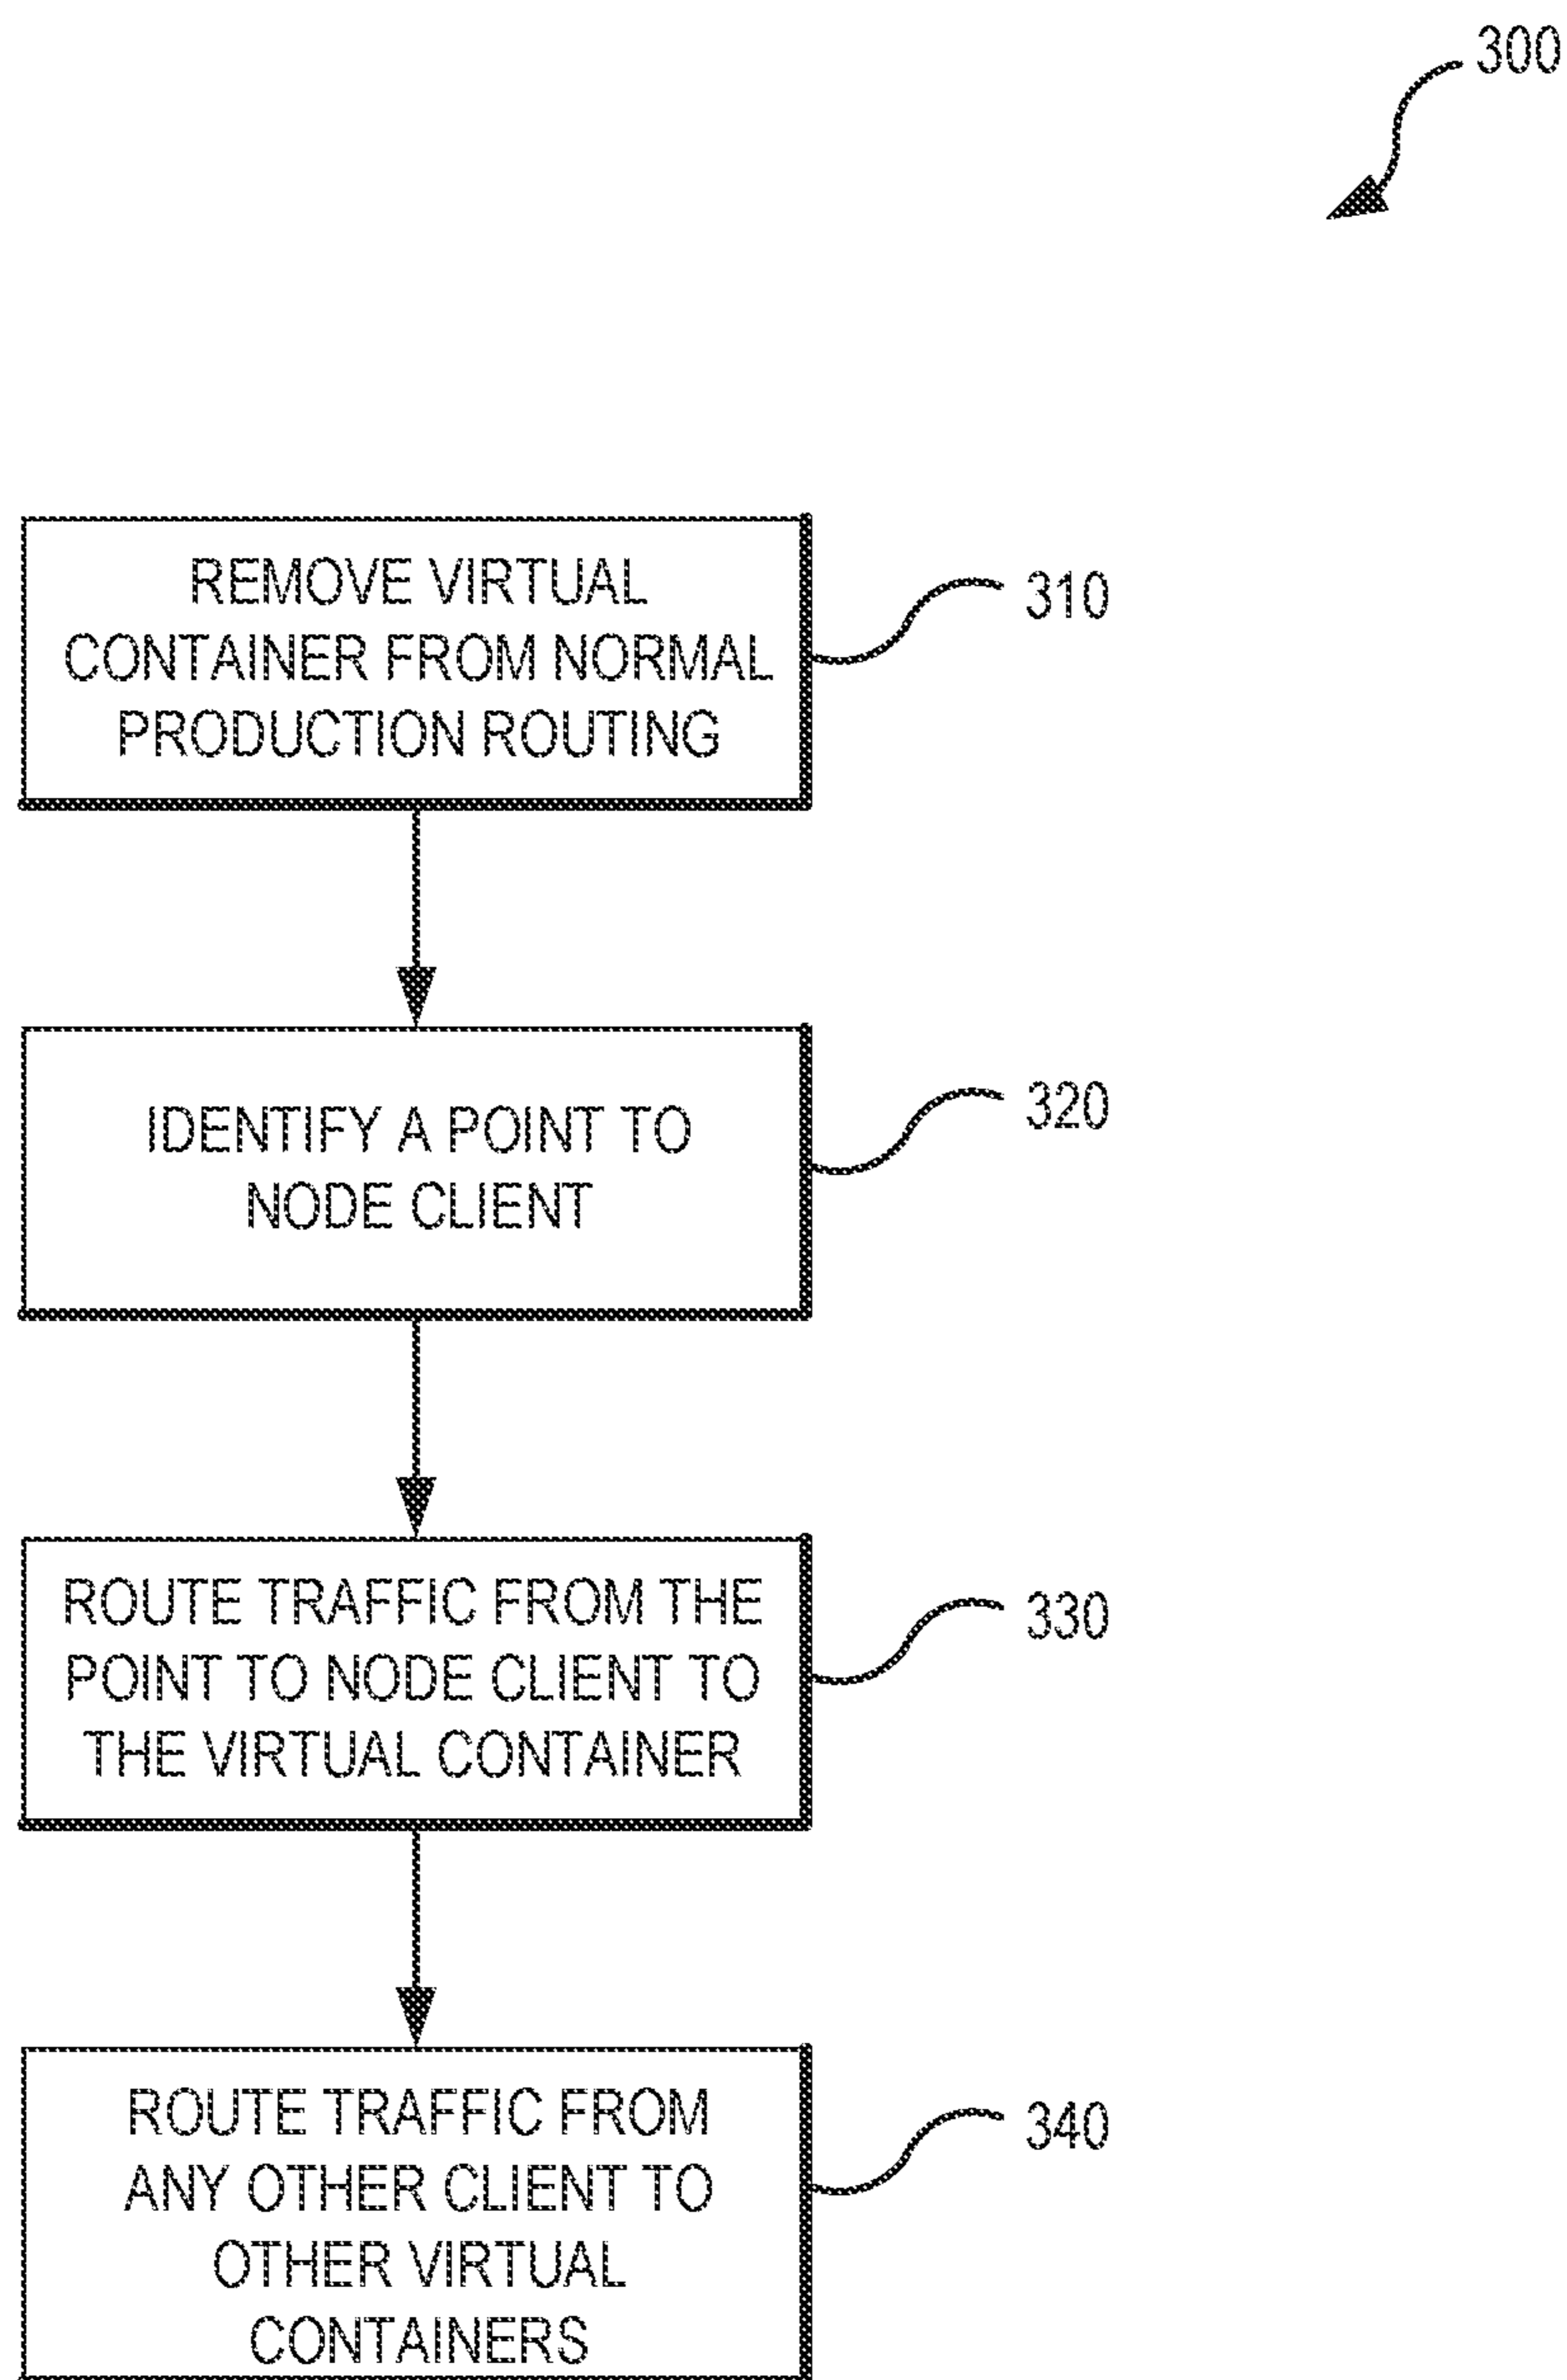 300
REMOVE VIRTUAL
CONTAINER FROM NORMAL
PRODUCTION ROUTING
310
IDENTIFY A POINT TO
NODE CLIENT
320
ROUTE TRAFFIC FROM THE
POINT TO NODE CLIENT TO
THE VIRTUAL CONTAINER
330
ROUTE TRAFFIC FROM
ANY OTHER CLIENT TO
OTHER VIRTUAL
CONTAINERS
340